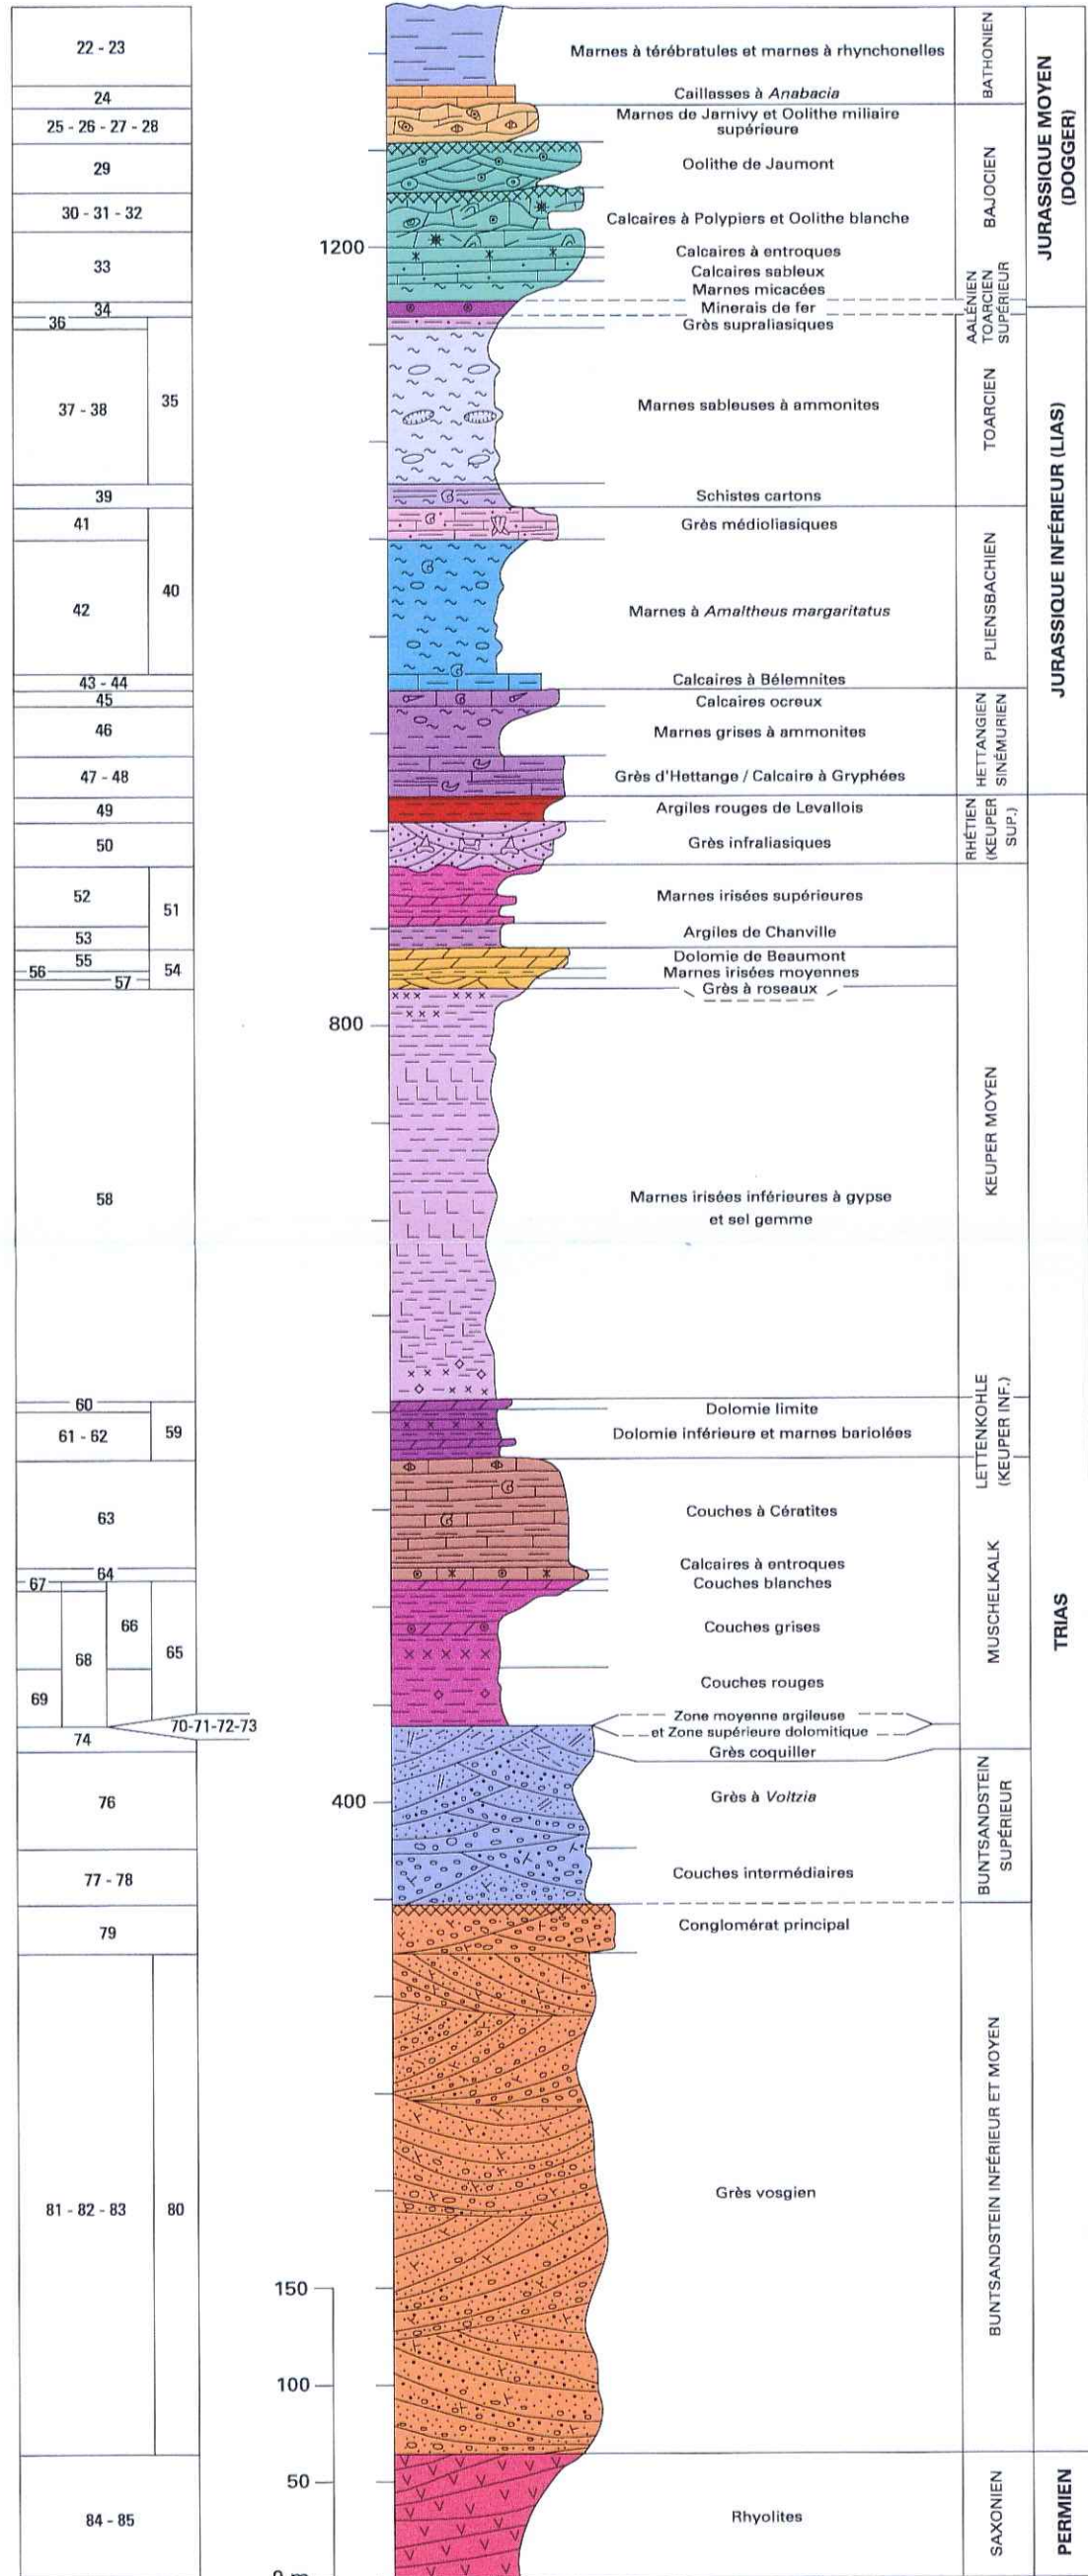 22 - 23
Marnes à térébratules et marnes à rhynchonelles
BATHONIEN
JURASSIQUE MOYEN
(DOGGER)
24
Caillasses à Anabacia
25 - 26 - 27 - 28
Marnes de Jarnivy et Oolithe miliaire
supérieure
29
Oolithe de Jaumont
BAJOCIEN
30 - 31 - 32
Calcaires à Polypiers et Oolithe blanche
1200
33
Calcaires à entroques
Calcaires sableux
Marnes micacées
34
Minerais de fer
AALÉNIEN
TOARCIEN
SUPÉRIEUR
36
Grès supraliasiques
37 - 38
35
Marnes sableuses à ammonites
TOARCIEN
JURASSIQUE INFÉRIEUR (LIAS)
39
Schistes cartons
41
Grès médioliasiques
40
42
Marnes à Amaltheus margaritatus
PLIENSBACHIEN
43 - 44
Calcaires à Bélemnites
45
Calcaires ocreux
46
Marnes grises à ammonites
HETTANGIEN
SINÉMURIEN
47 - 48
Grès d'Hettange / Calcaire à Gryphées
49
Argiles rouges de Levallois
RHÉTIEN
(KEUPER
SUP.)
50
Grès infraliasiques
52
51
Marnes irisées supérieures
53
Argiles de Chanville
55
54
Dolomie de Beaumont
56
Marnes irisées moyennes
57
Grès à roseaux
800
KEUPER MOYEN
58
Marnes irisées inférieures à gypse
et sel gemme
60
Dolomie limite
LETTENKOHLE
(KEUPER INF.)
61 - 62
59
Dolomie inférieure et marnes bariolées
63
Couches à Cératites
64
Calcaires à entroques
MUSCHELKALK
TRIAS
67
Couches blanches
66
65
Couches grises
68
69
Couches rouges
70-71-72-73
Zone moyenne argileuse
et Zone supérieure dolomitique
74
Grès coquiller
76
400
Grès à Voltzia
BUNTSANDSTEIN
SUPÉRIEUR
77 - 78
Couches intermédiaires
79
Conglomérat principal
81 - 82 - 83
80
Grès vosgien
BUNTSANDSTEIN INFÉRIEUR ET MOYEN
150
100
50
84 - 85
Rhyolites
SAXONIEN
PERMIEN